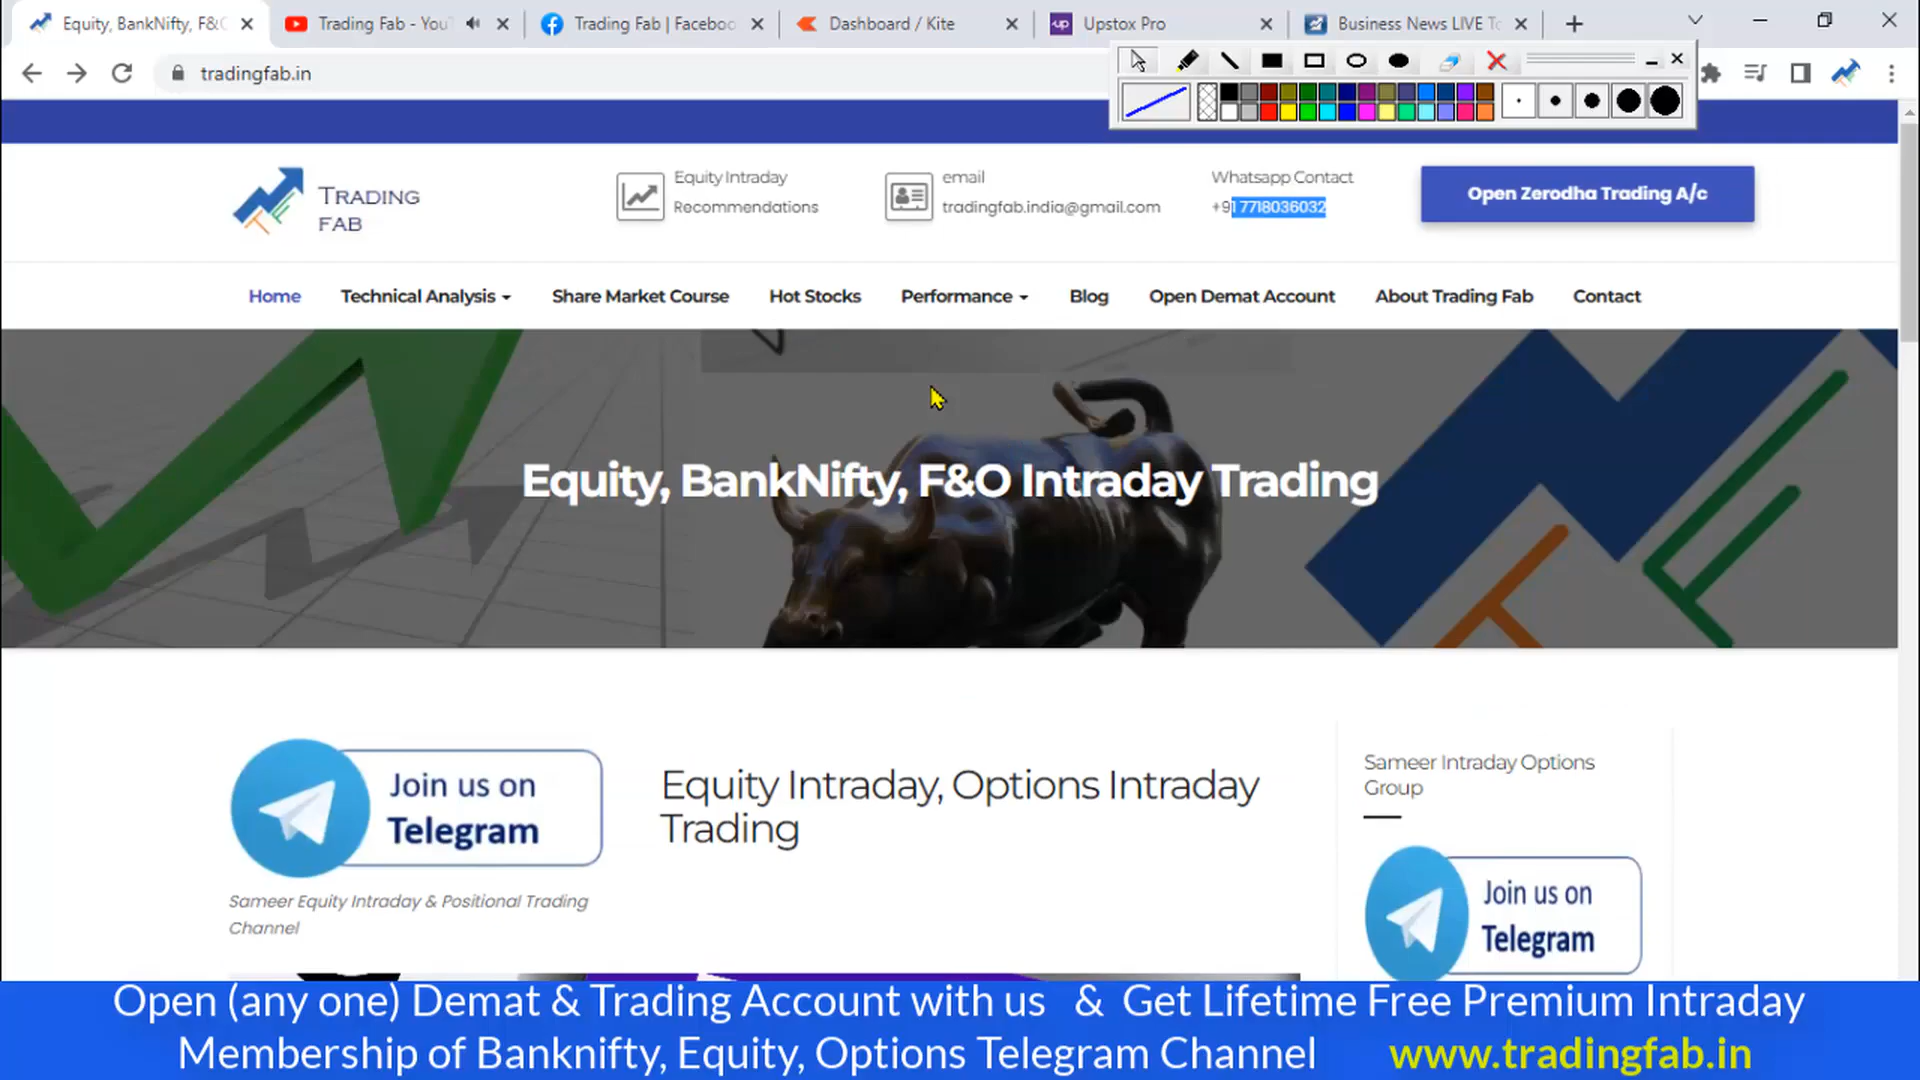 Equity, BankNifty, F&O
Trading Fab - YouT
Trading Fab | Faceboo
Dashboard / Kite
Upstox Pro
Business News LIVE To
tradingfab.in
TRADING
FAB
Equity Intraday
Recommendations
email
tradingfab.india@gmail.com
Whatsapp Contact
+91 7718036032
Open Zerodha Trading A/c
Home
Technical Analysis
Share Market Course
Hot Stocks
Performance
Blog
Open Demat Account
About Trading Fab
Contact
Equity, BankNifty, F&O Intraday Trading
Join us on
Telegram
Sameer Equity Intraday & Positional Trading
Channel
Equity Intraday, Options Intraday
Trading
Sameer Intraday Options
Group
Join us on
Telegram
Open (any one) Demat & Trading Account with us & Get Lifetime Free Premium Intraday
Membership of Banknifty, Equity, Options Telegram Channel www.tradingfab.in